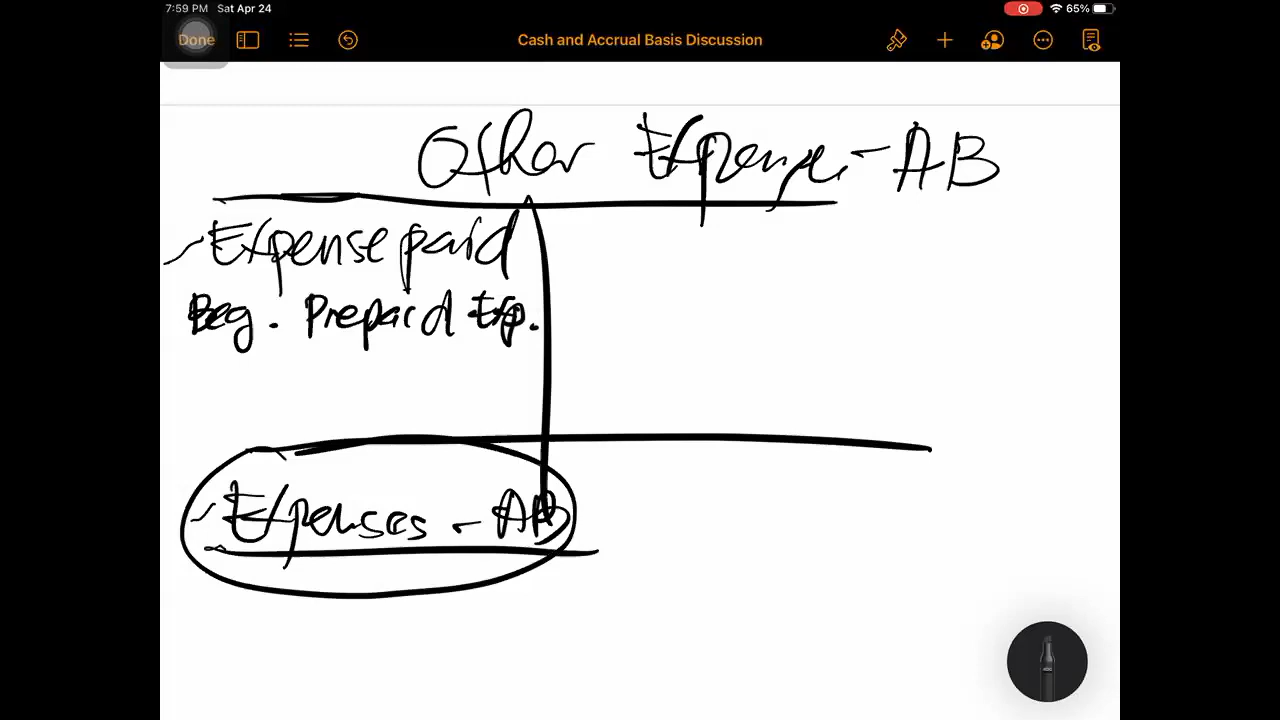 7:59 PM Sat Apr 24
65%
Done
Cash and Accrual Basis Discussion
Other Expense - AB
Expense paid
Beg. Prepaid Exp.
Expenses - AB